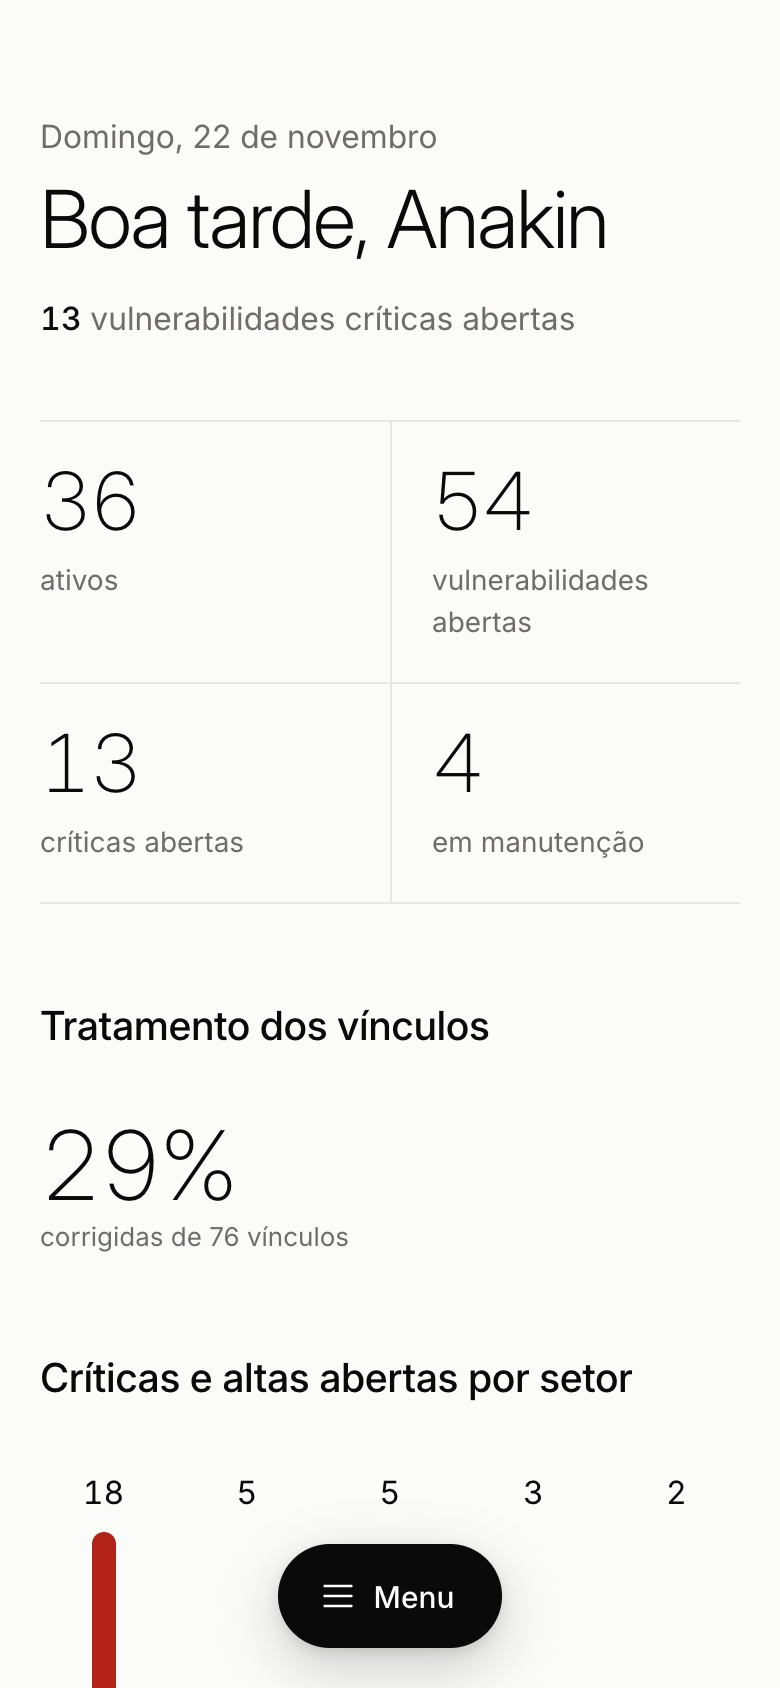 Domingo, 22 de novembro
Boa tarde, Anakin
13 vulnerabilidades críticas abertas
36
ativos
54
vulnerabilidades
abertas
13
críticas abertas
4
em manutenção
Tratamento dos vínculos
29%
corrigidas de 76 vínculos
Críticas e altas abertas por setor
18 5 5 3 2
Menu